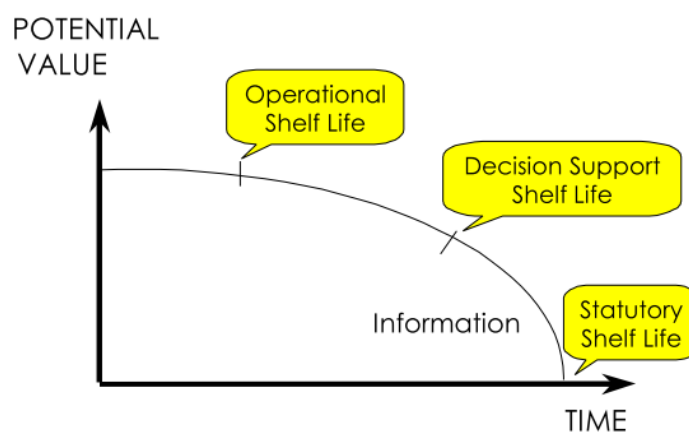 POTENTIAL
VALUE
Operational
Shelf Life
Decision Support
Shelf Life
Information
Statutory
Shelf Life
TIME